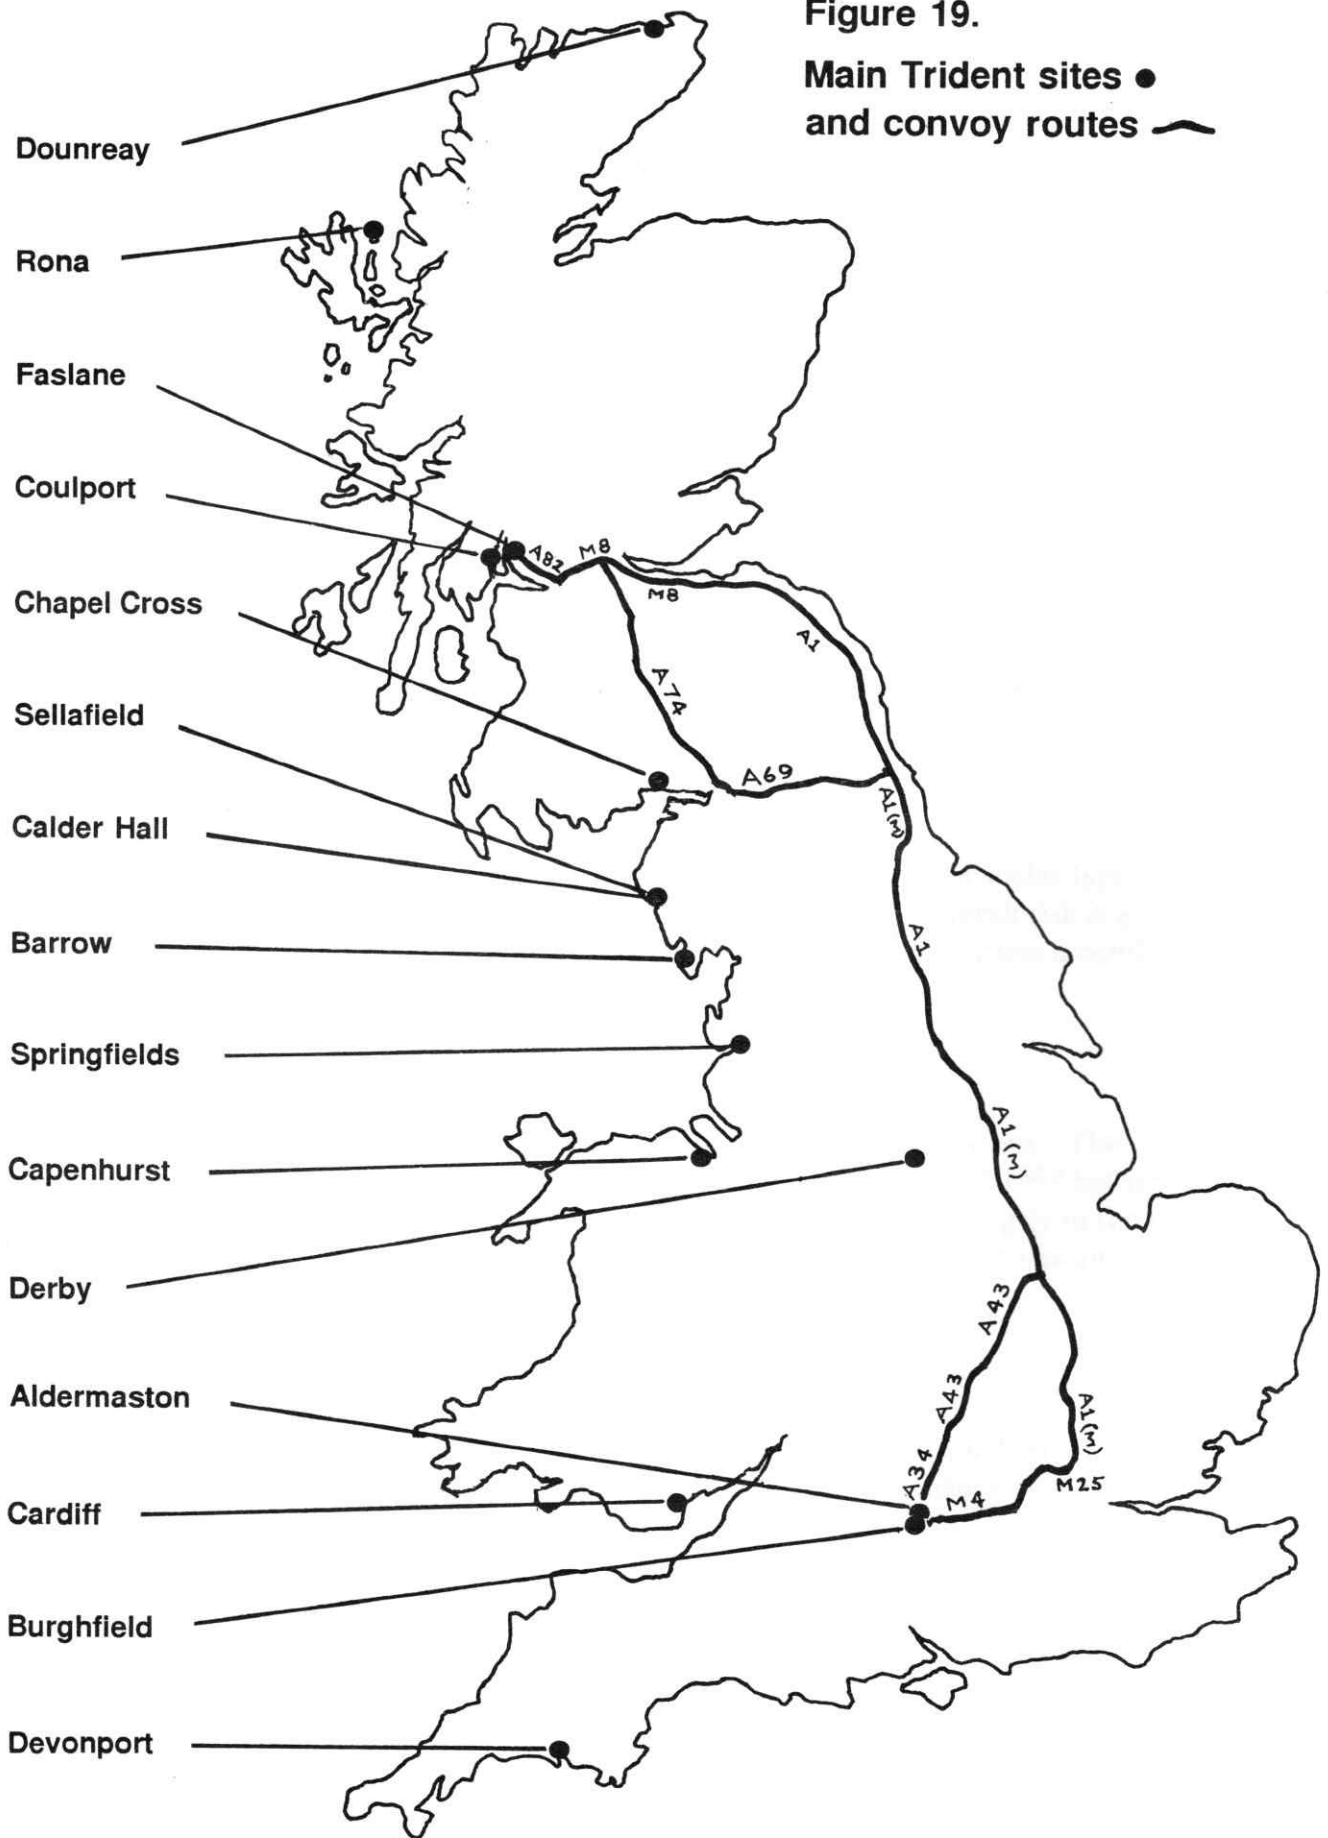 Figure 19.
Main Trident sites
and convoy routes
Dounreay
Rona
Faslane
Coulport
Chapel Cross
Sellafield
Calder Hall
Barrow
Springfields
Capenhurst
Derby
Aldermaston
Cardiff
Burghfield
Devonport
A82
M8
M8
A1
A74
A69
A1(M)
A1
A1(M)
A43
A43
A1(M)
A34
M4
M25